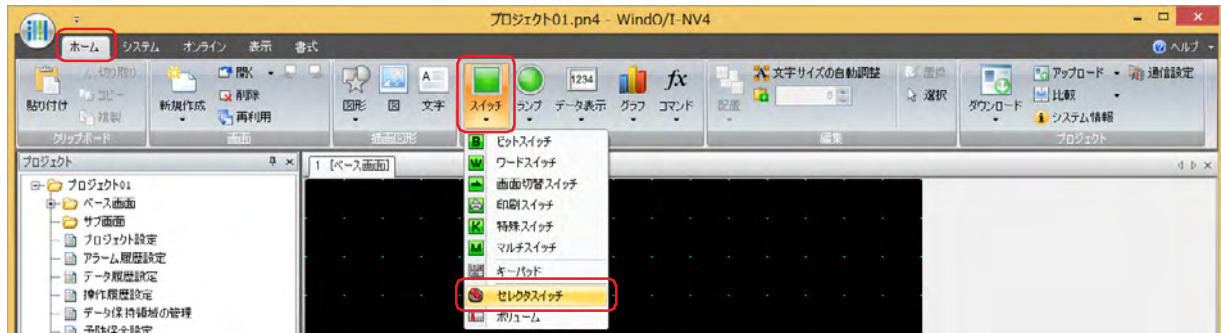 プロジェクト01.pn4 - WindO/I-NV4
ホーム システム オンライン 表示 書式 ヘルプ
貼り付け 切り取り コピー 複製
クリップボード
新規作成 開く 削除 再利用
画面
図形 図 文字
描画図形
スイッチ ランプ データ表示 グラフ コマンド
1234
fx
配置 文字サイズの自動調整 0 置換 選択
編集
ダウンロード アップロード 比較 システム情報 通信設定
プロジェクト
プロジェクト
プロジェクト01
ベース画面
サブ画面
プロジェクト設定
アラーム履歴設定
データ履歴設定
操作履歴設定
データ保持領域の管理
予防保全設定
1 [ベース画面]
B ビットスイッチ
W ワードスイッチ
画面切替スイッチ
印刷スイッチ
K 特殊スイッチ
M マルチスイッチ
キーパッド
セレクタスイッチ
ボリューム